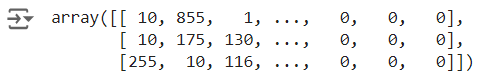 array([[ 10, 855,   1, ...,   0,   0,   0],
       [ 10, 175, 130, ...,   0,   0,   0],
       [255,  10, 116, ...,   0,   0,   0]])